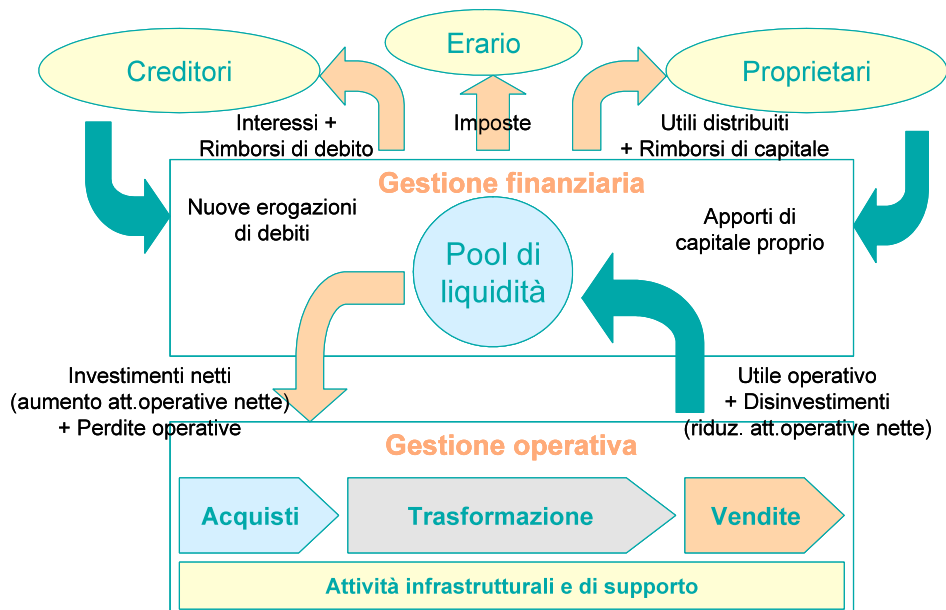 Erario
Creditori
Proprietari
Interessi +
Rimborsi di debito
Imposte
Utili distribuiti
+ Rimborsi di capitale
Gestione finanziaria
Nuove erogazioni
di debiti
Apporti di
capitale proprio
Pool di
liquidità
Investimenti netti
(aumento att.operative nette)
+ Perdite operative
Utile operativo
+ Disinvestimenti
(riduz. att.operative nette)
Gestione operativa
Acquisti
Trasformazione
Vendite
Attività infrastrutturali e di supporto